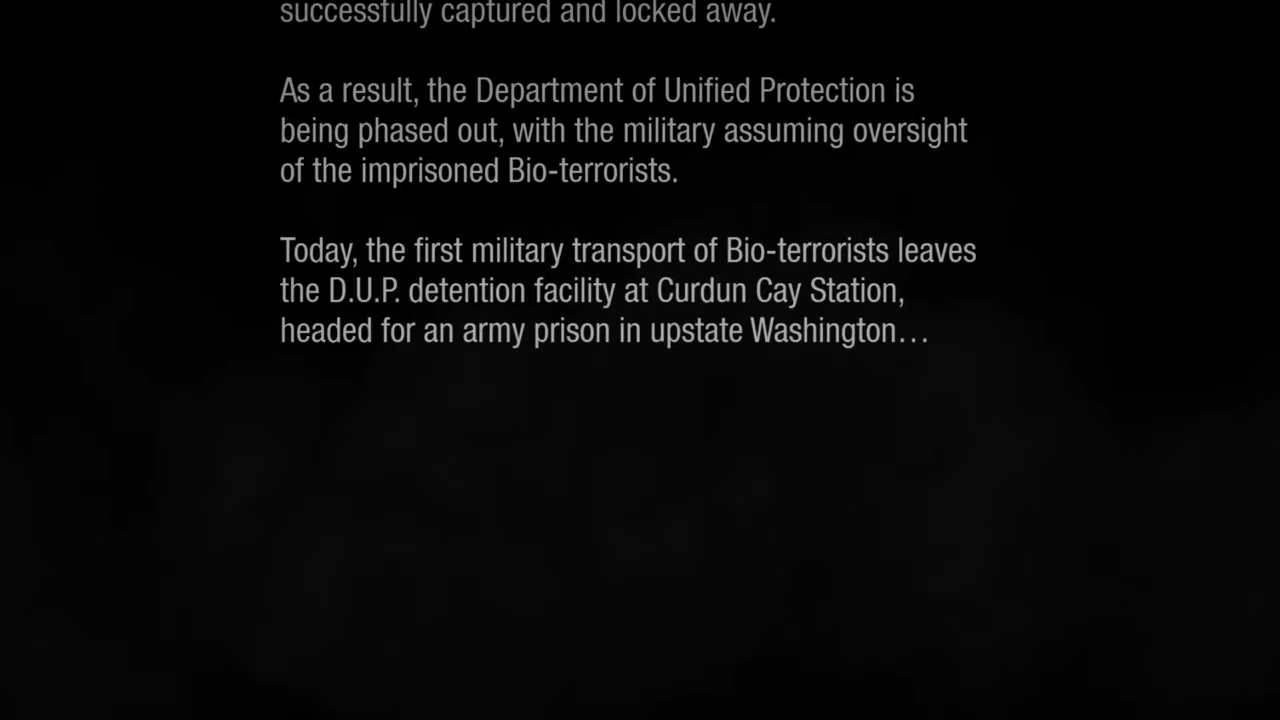 successfully captured and locked away.
As a result, the Department of Unified Protection is
being phased out, with the military assuming oversight
of the imprisoned Bio-terrorists.
Today, the first military transport of Bio-terrorists leaves
the D.U.P. detention facility at Curdun Cay Station,
headed for an army prison in upstate Washington…